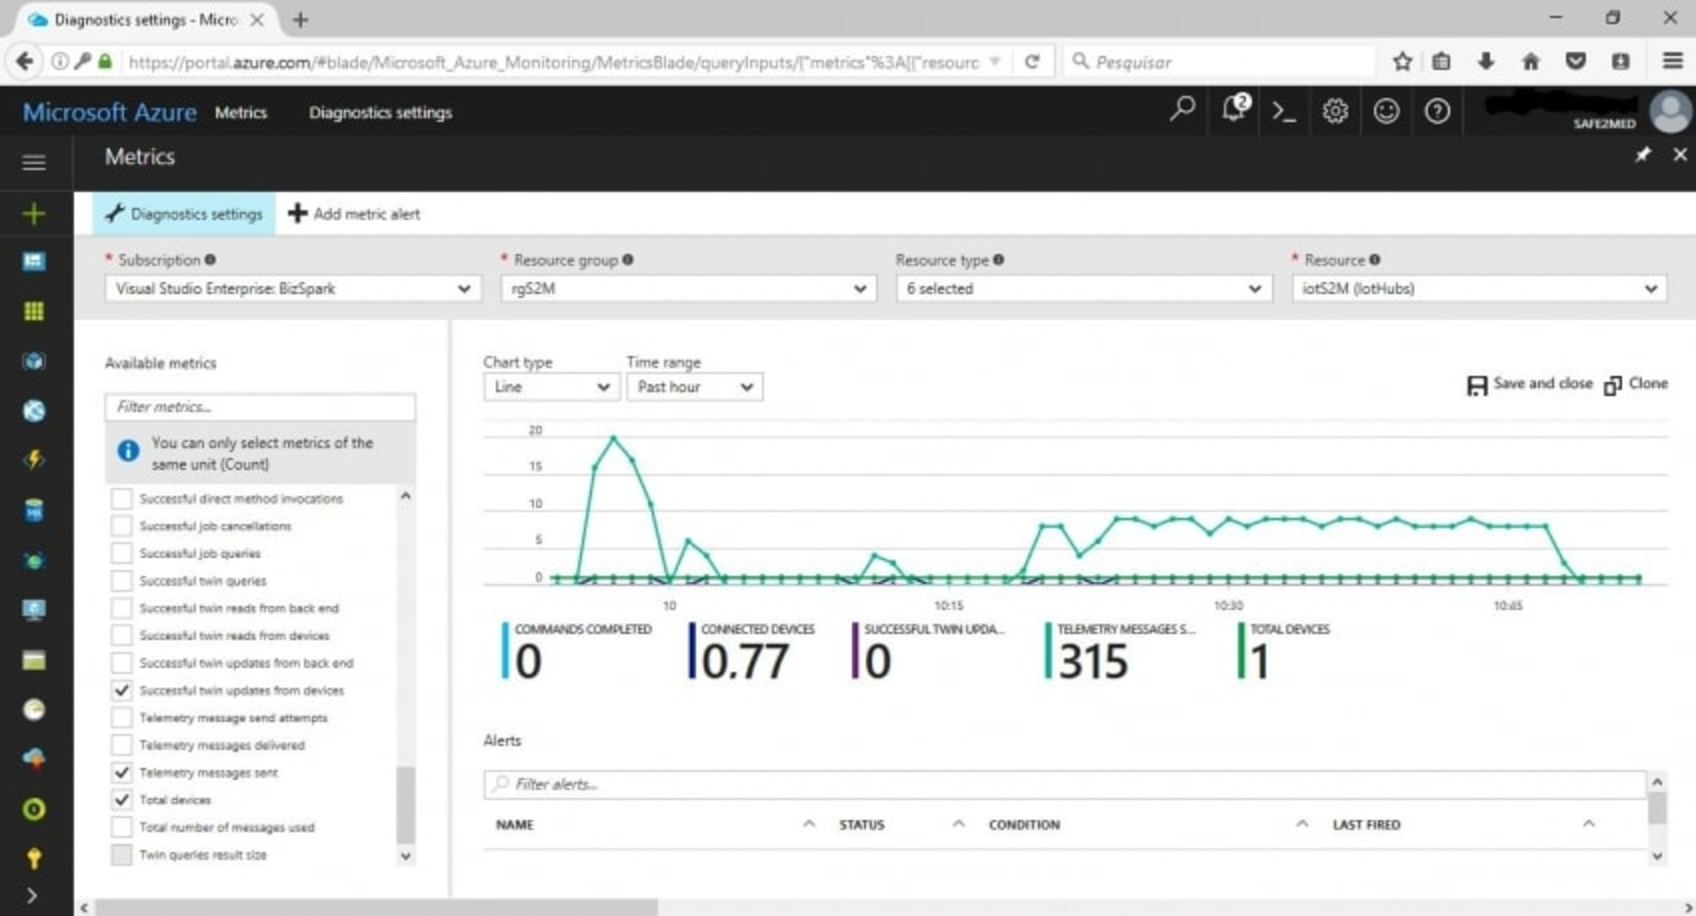 Diagnostics settings - Micro
https://portal.azure.com/#blade/Microsoft_Azure_Monitoring/MetricsBlade/queryInputs/{"metrics"%3A[{"resourc
Pesquisar
Microsoft Azure Metrics Diagnostics settings
2
SAFE2MED
Metrics
Diagnostics settings Add metric alert
* Subscription * Resource group Resource type * Resource
Visual Studio Enterprise: BizSpark rgS2M 6 selected iotS2M (IotHubs)
Available metrics
Filter metrics...
You can only select metrics of the
same unit (Count)
Successful direct method invocations
Successful job cancellations
Successful job queries
Successful twin queries
Successful twin reads from back end
Successful twin reads from devices
Successful twin updates from back end
Successful twin updates from devices
Telemetry message send attempts
Telemetry messages delivered
Telemetry messages sent
Total devices
Total number of messages used
Twin queries result size
Chart type Time range
Line Past hour
Save and close Clone
20
15
10
5
0
10 10:15 10:30 10:45
COMMANDS COMPLETED CONNECTED DEVICES SUCCESSFUL TWIN UPDA... TELEMETRY MESSAGES S... TOTAL DEVICES
0 0.77 0 315 1
Alerts
Filter alerts...
NAME STATUS CONDITION LAST FIRED